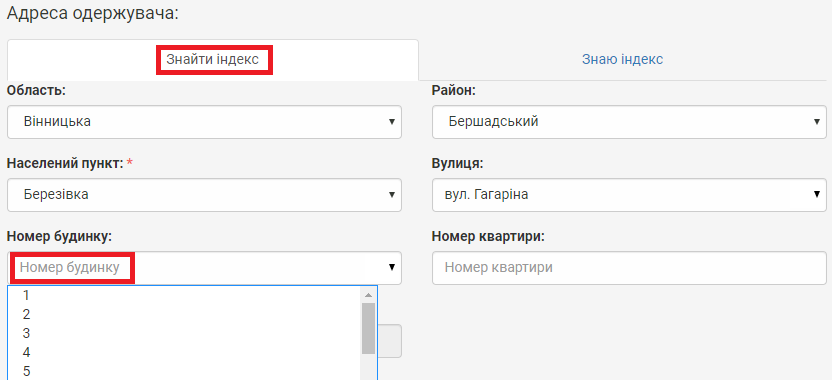 Адреса одержувача:
Знайти індекс
Знаю індекс
Область:
Район:
Вінницька
Бершадський
Населений пункт: *
Вулиця:
Березівка
вул. Гагаріна
Номер будинку:
Номер квартири:
Номер будинку
Номер квартири
1
2
3
4
5